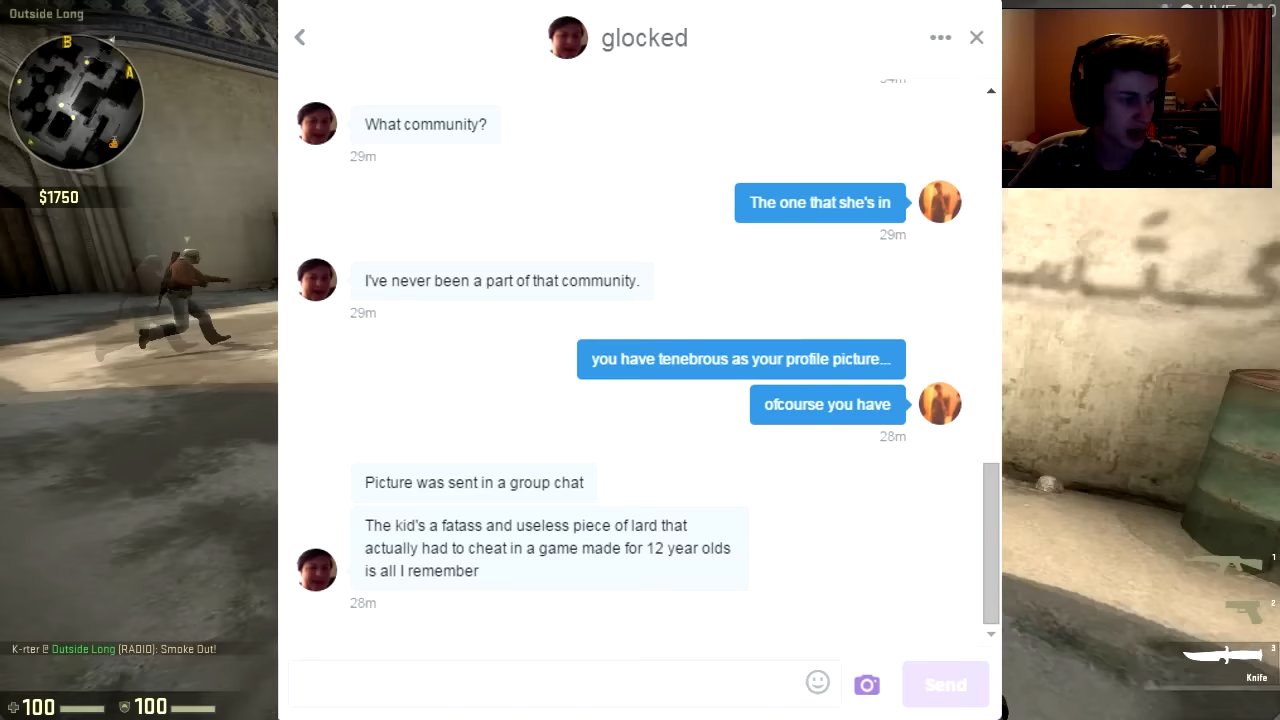 Outside Long
B
A
$1750
glocked
What community?
29m
The one that she's in
29m
I've never been a part of that community.
29m
you have tenebrous as your profile picture...
ofcourse you have
28m
Picture was sent in a group chat
The kid's a fatass and useless piece of lard that
actually had to cheat in a game made for 12 year olds
is all I remember
28m
Send
K-rter @ Outside Long (RADIO): Smoke Out!
100
100
1
2
3
Knife